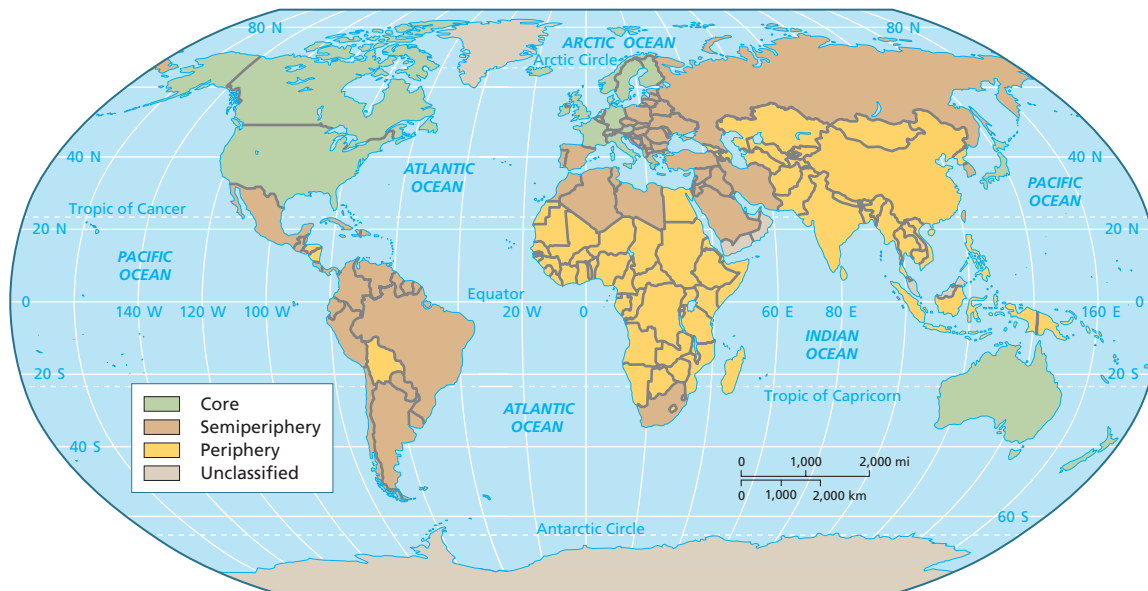 80 N
80 N
ARCTIC OCEAN
Arctic Circle
40 N
ATLANTIC
OCEAN
40 N
PACIFIC
OCEAN
Tropic of Cancer
20 N
20 N
PACIFIC
OCEAN
0
Equator
0
140 W 120 W 100 W
20 W
0
60 E
80 E
160 E
INDIAN
OCEAN
20 S
20 S
Tropic of Capricorn
ATLANTIC
OCEAN
Core
Semiperiphery
Periphery
Unclassified
40 S
40 S
0 1,000 2,000 mi
0 1,000 2,000 km
60 S
Antarctic Circle